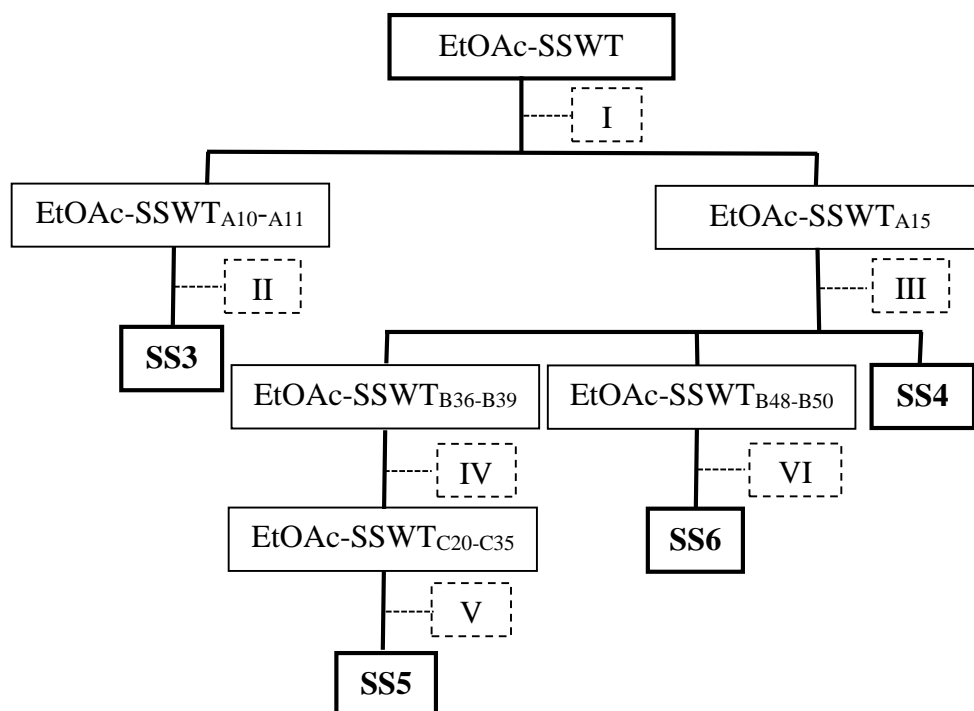 EtOAc-SSWT
I
EtOAc-SSWTA10-A11
EtOAc-SSWTA15
II
III
SS3
EtOAc-SSWTB36-B39
EtOAc-SSWTB48-B50
SS4
IV
VI
EtOAc-SSWTC20-C35
SS6
V
SS5